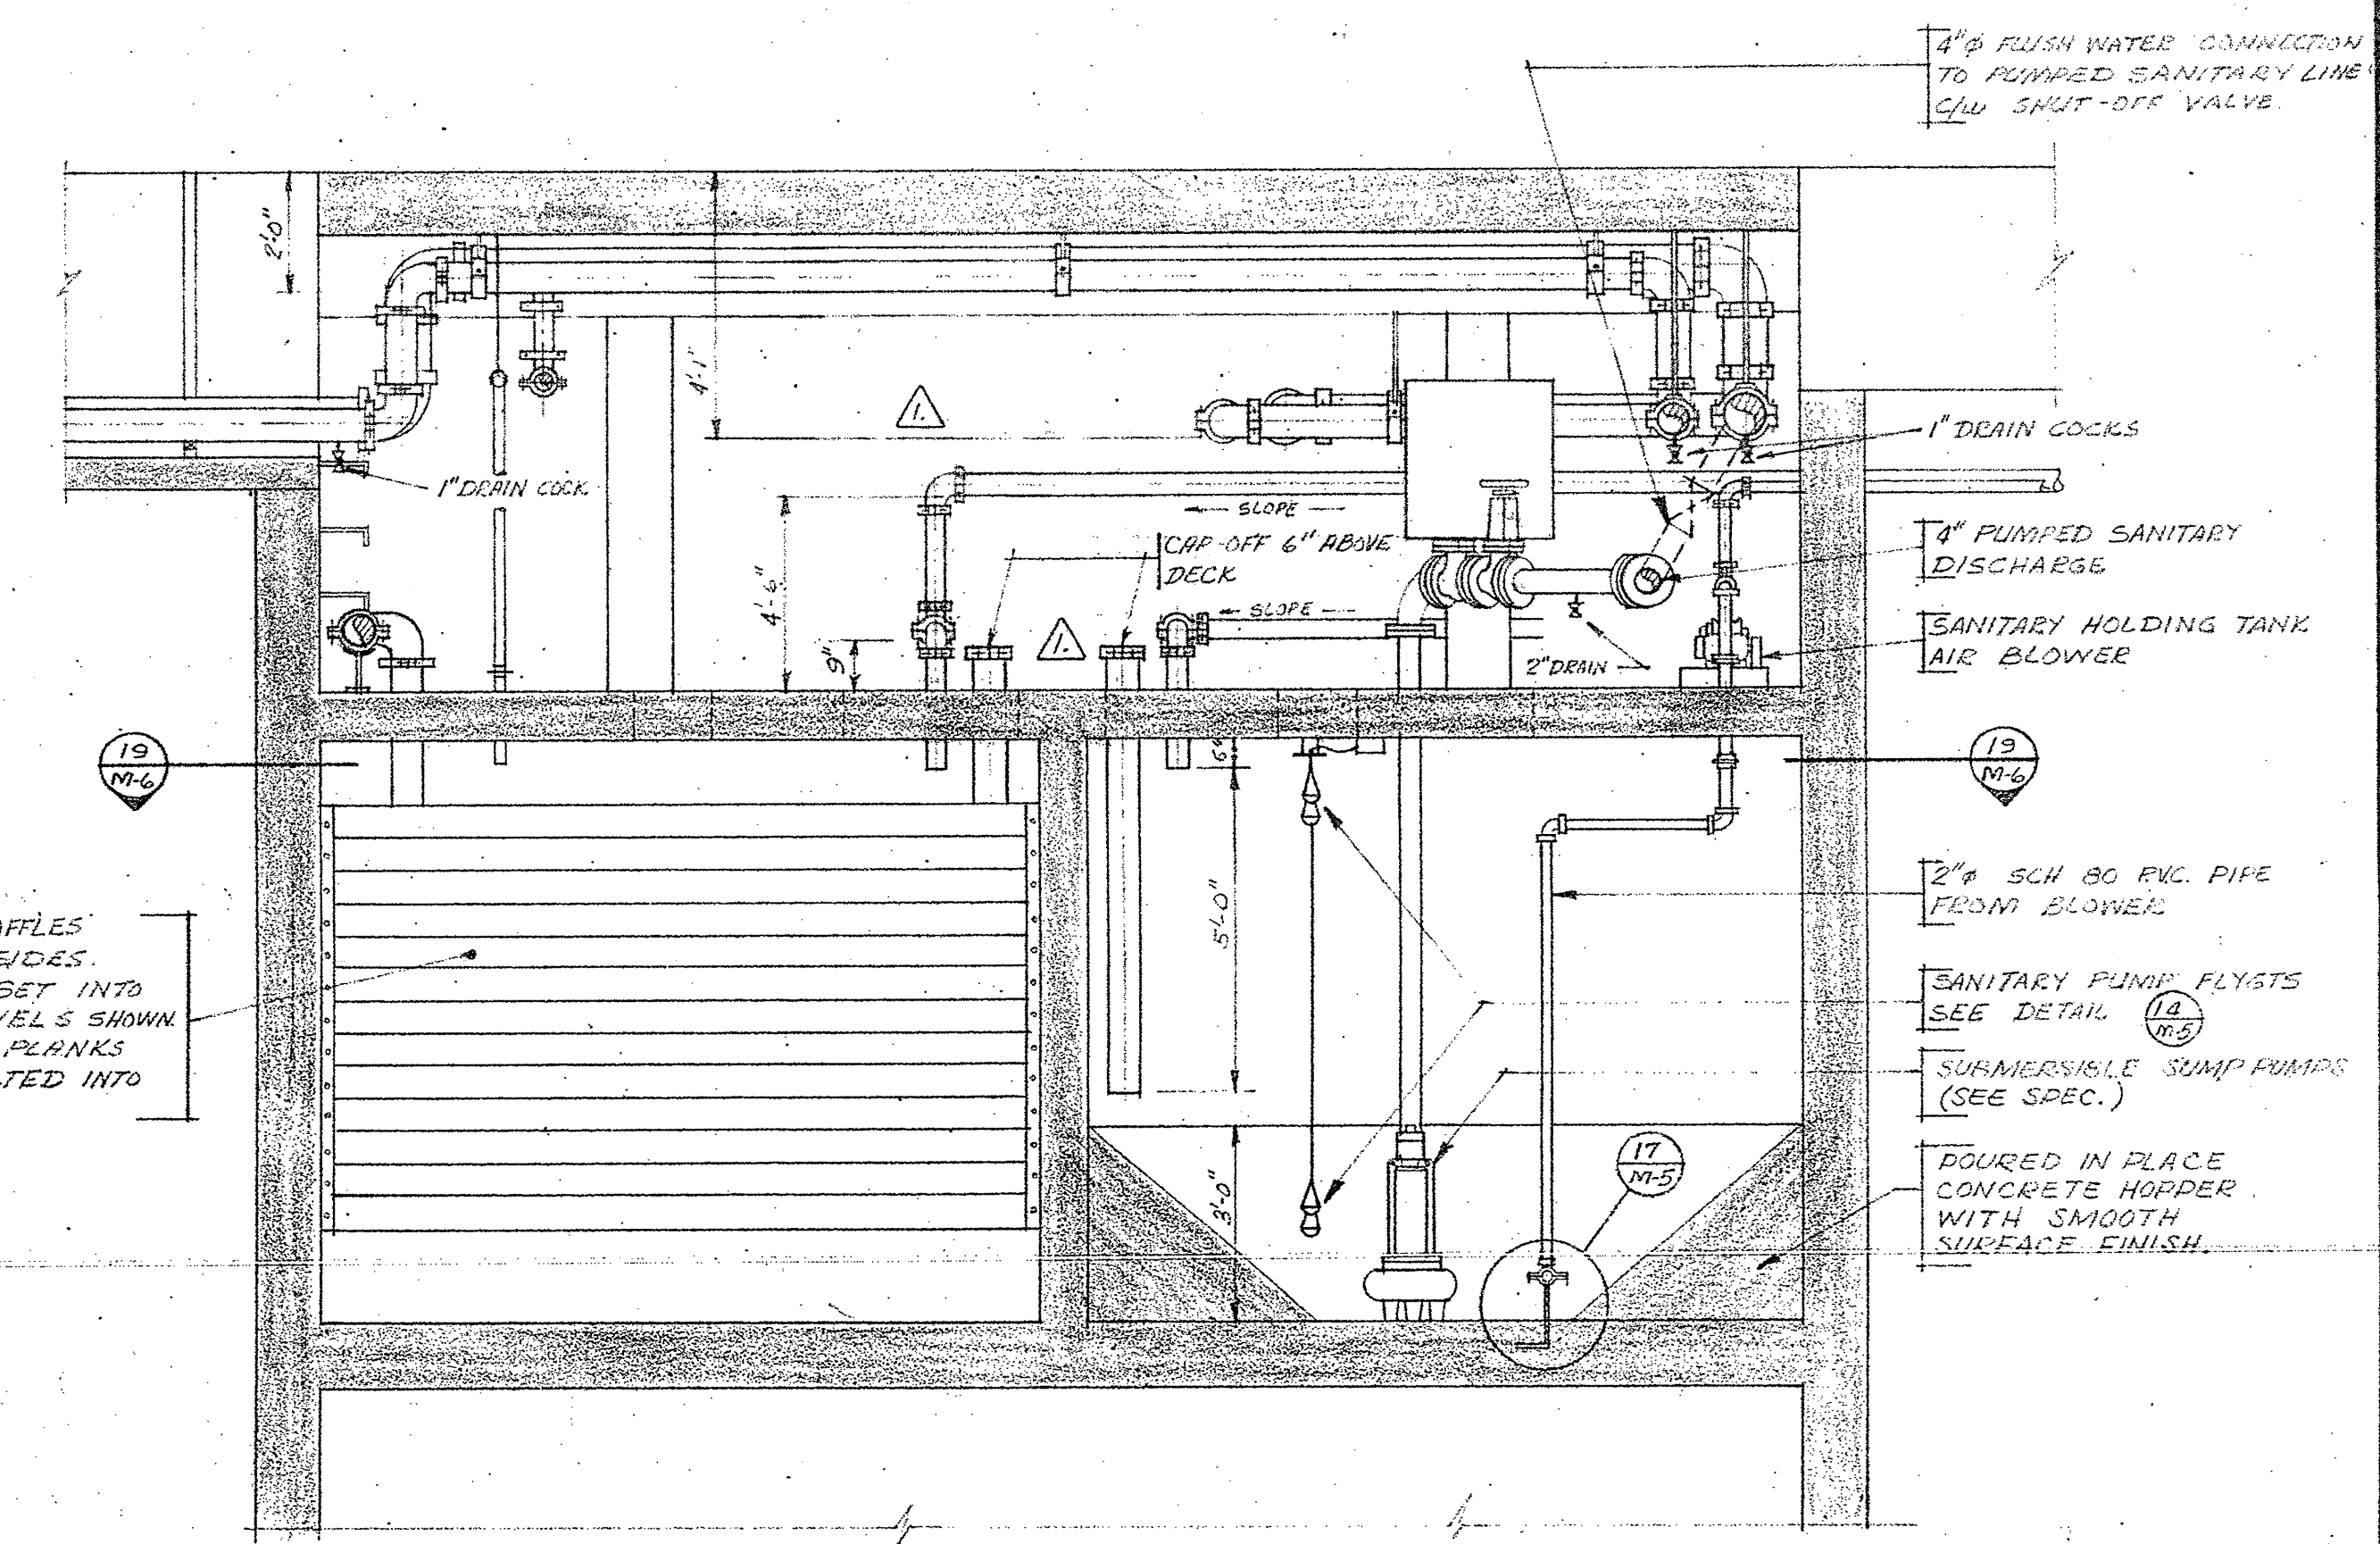 4"ø FLUSH WATER CONNECTION
TO PUMPED SANITARY LINE
C/W SHUT-OFF VALVE.
2'-0"
4'-1"
1.
1" DRAIN COCKS
1" DRAIN COCK
SLOPE
CAP-OFF 6" ABOVE
DECK
4" PUMPED SANITARY
DISCHARGE
4'-6"
SLOPE
9"
1.
2" DRAIN
SANITARY HOLDING TANK
AIR BLOWER
19
M-6
6"
19
M-6
2"ø SCH 80 P.V.C. PIPE
FROM BLOWER
5'-0"
AFFLES
SIDES.
SET INTO
SHOWN.
PLANKS
TED INTO
SANITARY PUMP FLYGTS
SEE DETAIL 14
M-5
SUBMERSIBLE SUMP PUMPS
(SEE SPEC.)
3'-0"
17
M-5
POURED IN PLACE
CONCRETE HOPPER
WITH SMOOTH
SURFACE FINISH.